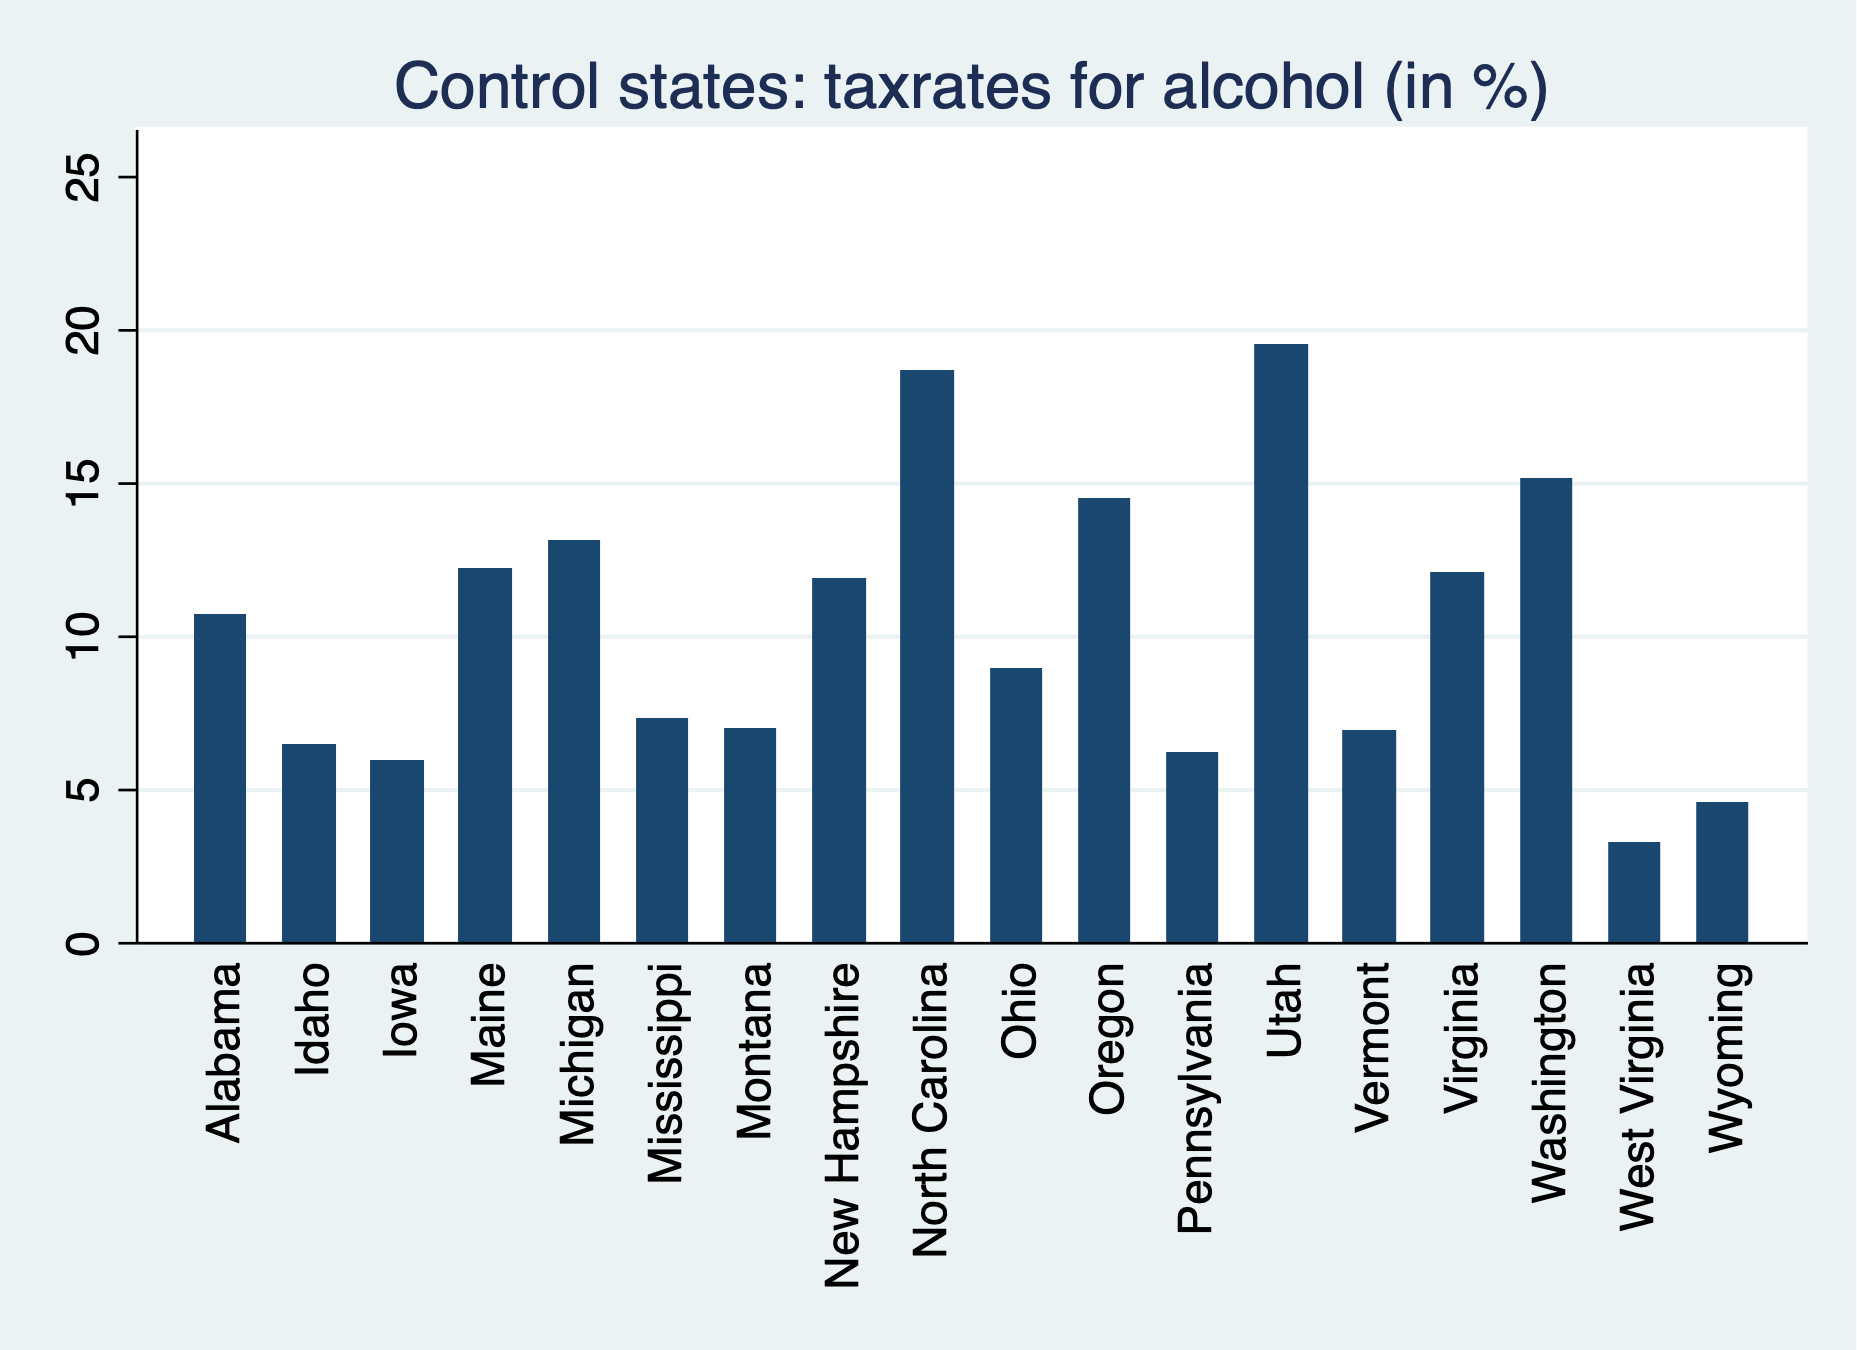 Control states: taxrates for alcohol (in %)
25
20
15
10
5
0
Alabama
Idaho
Iowa
Maine
Michigan
Mississippi
Montana
New Hampshire
North Carolina
Ohio
Oregon
Pennsylvania
Utah
Vermont
Virginia
Washington
West Virginia
Wyoming